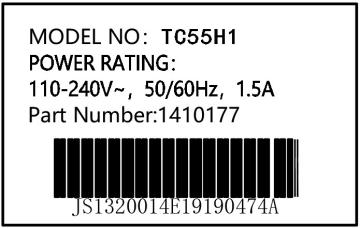 MODEL NO: TC55H1
POWER RATING:
110-240V~, 50/60Hz, 1.5A
Part Number:1410177
JS1320014E19190474A